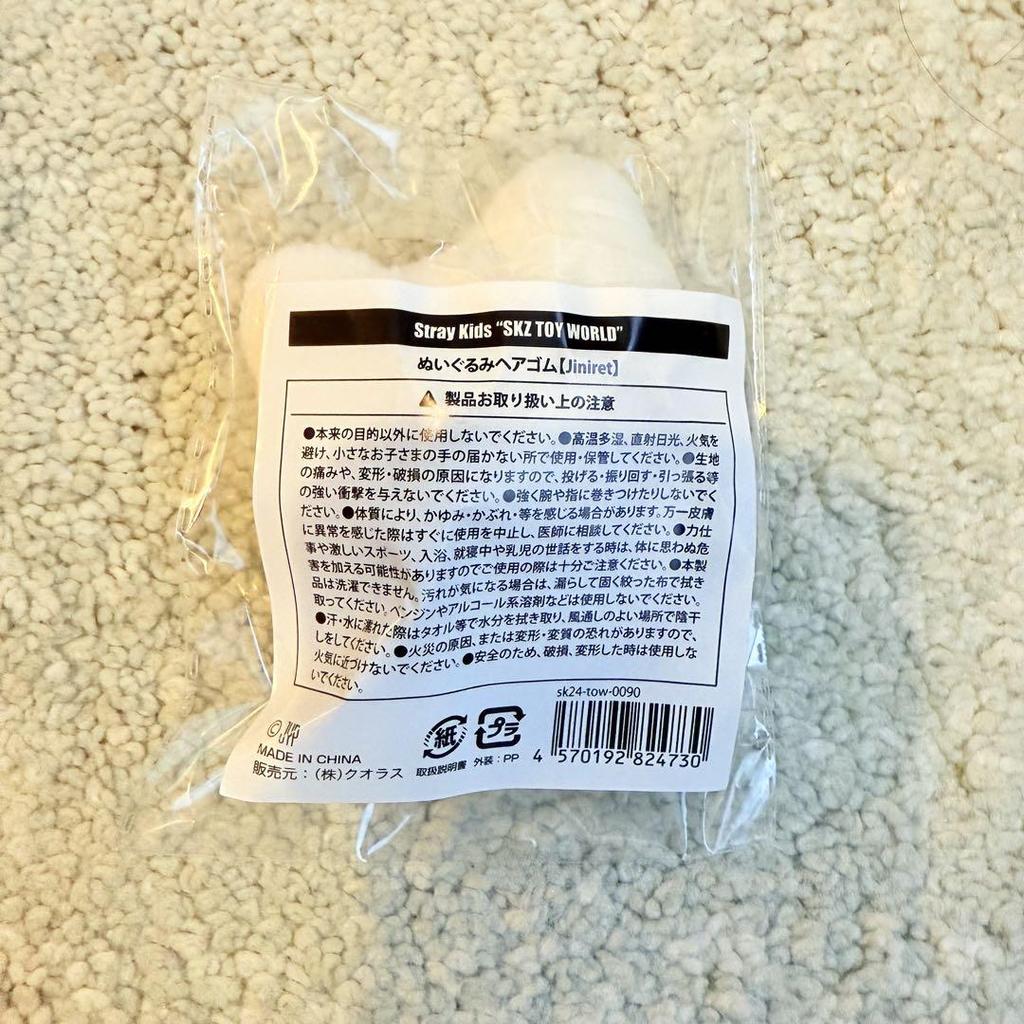 Stray Kids "SKZ TOY WORLD"
ぬいぐるみヘアゴム【Jiniret】
製品お取り扱い上の注意
●本来の目的以外に使用しないでください。●高温多湿、直射日光、火気を
避け、小さなお子さまの手の届かない所で使用・保管してください。●生地
の痛みや、変形・破損の原因になりますので、投げる・振り回す・引っ張る等
の強い衝撃を与えないでください。●強く腕や指に巻きつけたりしないでく
ださい。●体質により、かゆみ・かぶれ・等を感じる場合があります。万一皮膚
に異常を感じた際はすぐに使用を中止し、医師に相談してください。●力仕
事や激しいスポーツ、入浴、就寝中や乳児の世話をする時は、体に思わぬ危
害を加える可能性がありますのでご使用の際は十分ご注意ください。●本製
品は洗濯できません。汚れが気になる場合は、濡らして固く絞った布で拭き
取ってください。ベンジンやアルコール系溶剤などは使用しないでください。
●汗・水に濡れた際はタオル等で水分を拭き取り、風通しのよい場所で陰干
しをしてください。●火災の原因、または変形・変質の恐れがありますので、
火気に近づけないでください。●安全のため、破損、変形した時は使用しな
いでください。
sk24-tow-0090
© JYP
MADE IN CHINA
販売元：（株）クオラス
紙
取扱説明書
プラ
外装：PP
4 570192 824730